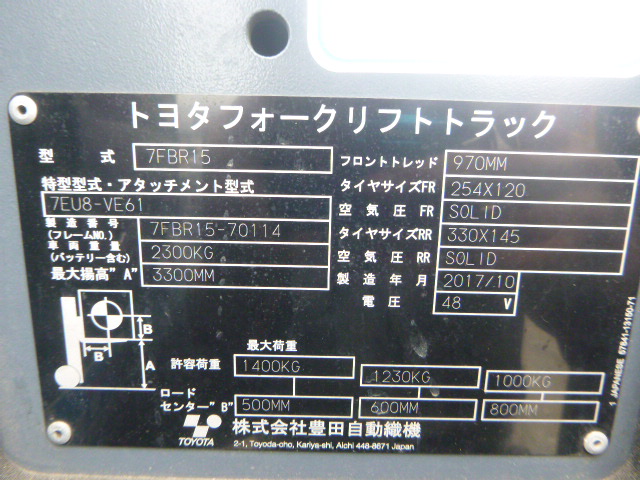 トヨタフォークリフトトラック
型 式 7FBR15
特型型式・アタッチメント型式
7EU8-VE61
製造番号
(フレームNO.) 7FBR15-70114
車両重量
(バッテリー含む) 2300KG
最大揚高"A" 3300MM
フロントトレッド 970MM
タイヤサイズFR 254X120
空気圧 FR SOLID
タイヤサイズRR 330X145
空気圧 RR SOLID
製造年月 2017/10
電圧 48 V
B
B
A
最大荷重
許容荷重 1400KG 1230KG 1000KG
ロード
センター"B" 500MM 600MM 800MM
TOYOTA
株式会社豊田自動織機
2-1, Toyoda-cho, Kariya-shi, Aichi 448-8671 Japan
1 JAPANESE 57641-13150-71